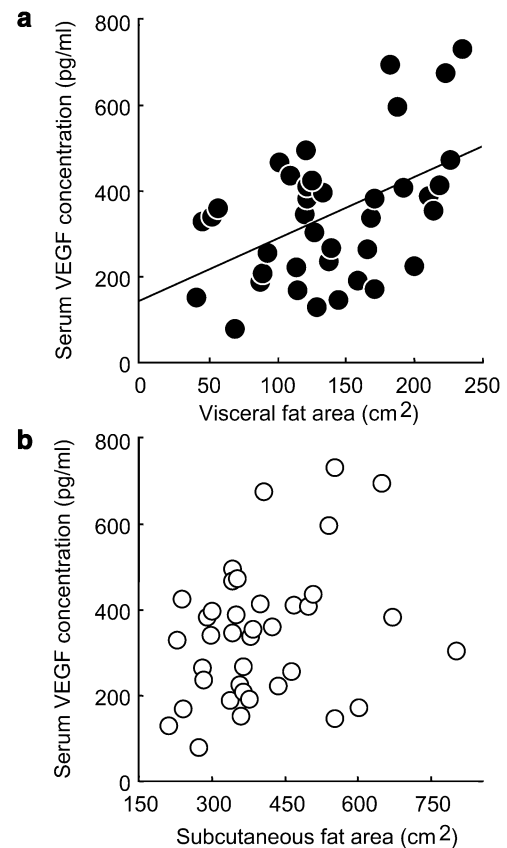 a
Serum VEGF concentration (pg/ml)
800
600
400
200
0
0 50 100 150 200 250
Visceral fat area (cm2)
b
Serum VEGF concentration (pg/ml)
800
600
400
200
0
150 300 450 600 750
Subcutaneous fat area (cm2)